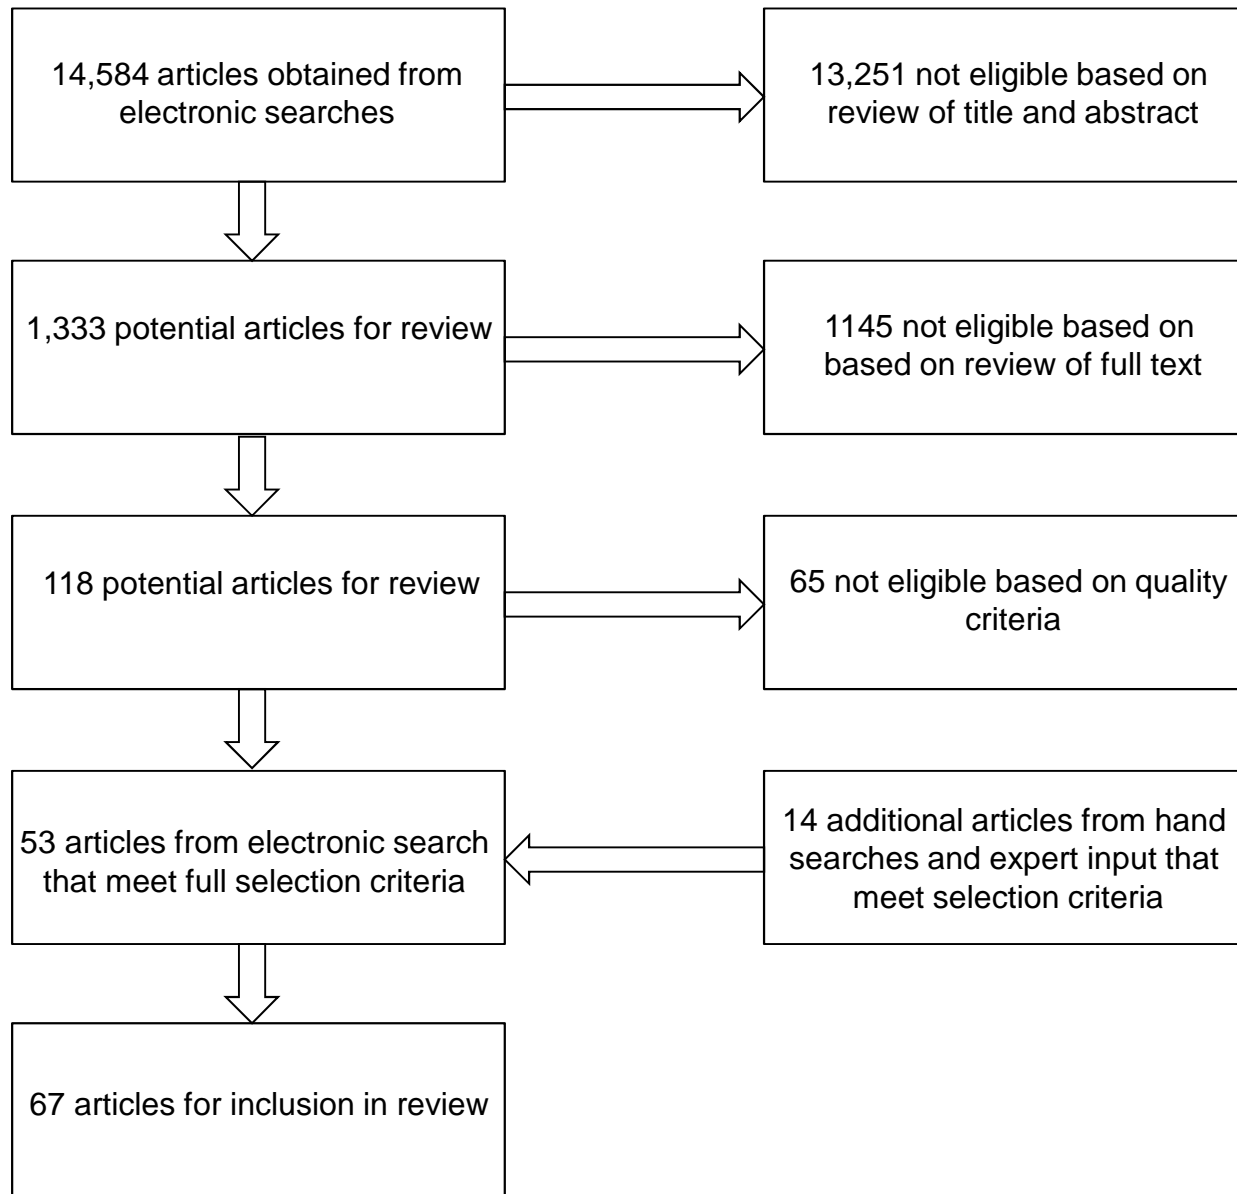 14,584 articles obtained from
electronic searches
13,251 not eligible based on
review of title and abstract
1,333 potential articles for review
1145 not eligible based on
based on review of full text
118 potential articles for review
65 not eligible based on quality
criteria
53 articles from electronic search
that meet full selection criteria
14 additional articles from hand
searches and expert input that
meet selection criteria
67 articles for inclusion in review